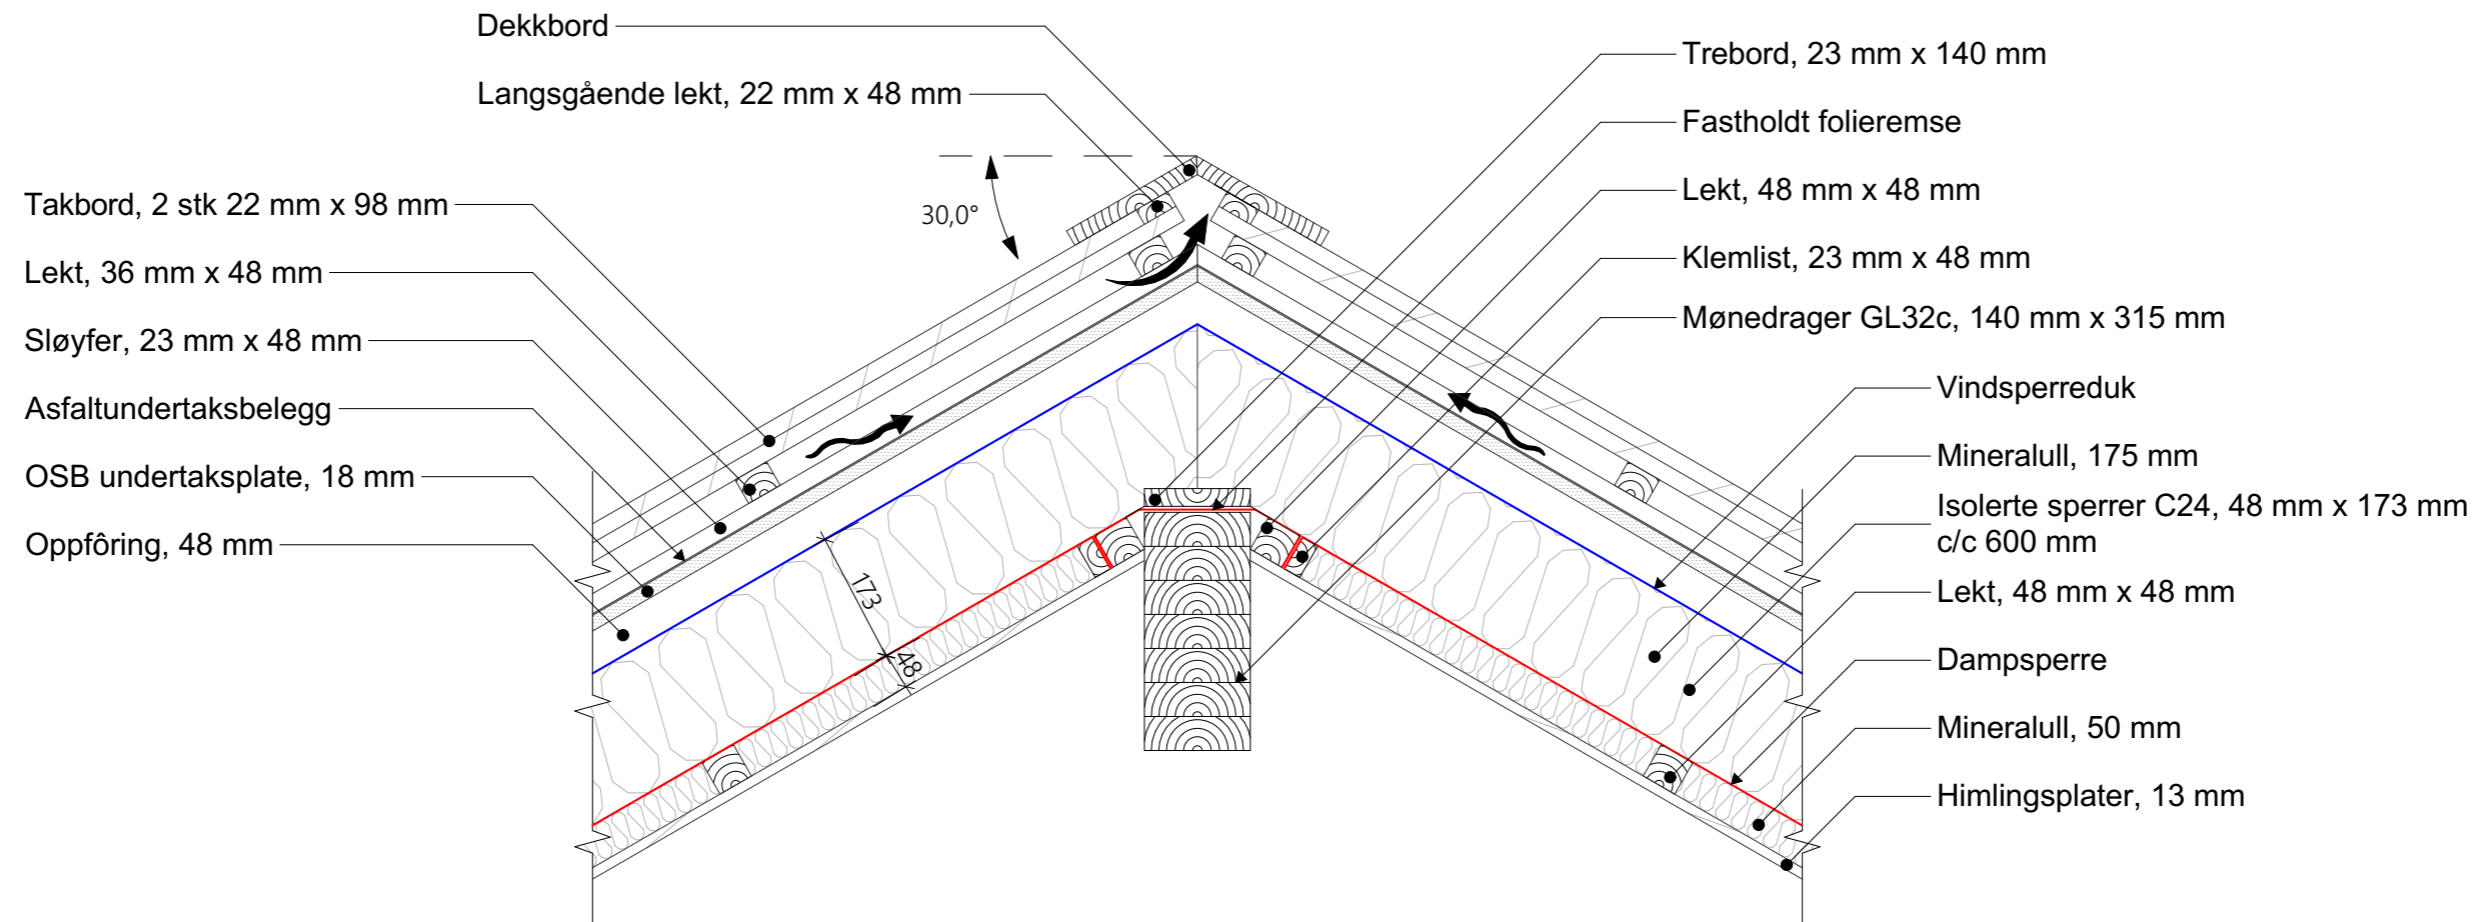 Dekkbord
Langsgående lekt, 22 mm x 48 mm
Takbord, 2 stk 22 mm x 98 mm
Lekt, 36 mm x 48 mm
Sløyfer, 23 mm x 48 mm
Asfaltundertaksbelegg
OSB undertaksplate, 18 mm
Oppfôring, 48 mm
30,0°
173
48
Trebord, 23 mm x 140 mm
Fastholdt folieremse
Lekt, 48 mm x 48 mm
Klemlist, 23 mm x 48 mm
Mønedrager GL32c, 140 mm x 315 mm
Vindsperreduk
Mineralull, 175 mm
Isolerte sperrer C24, 48 mm x 173 mm
c/c 600 mm
Lekt, 48 mm x 48 mm
Dampsperre
Mineralull, 50 mm
Himlingsplater, 13 mm